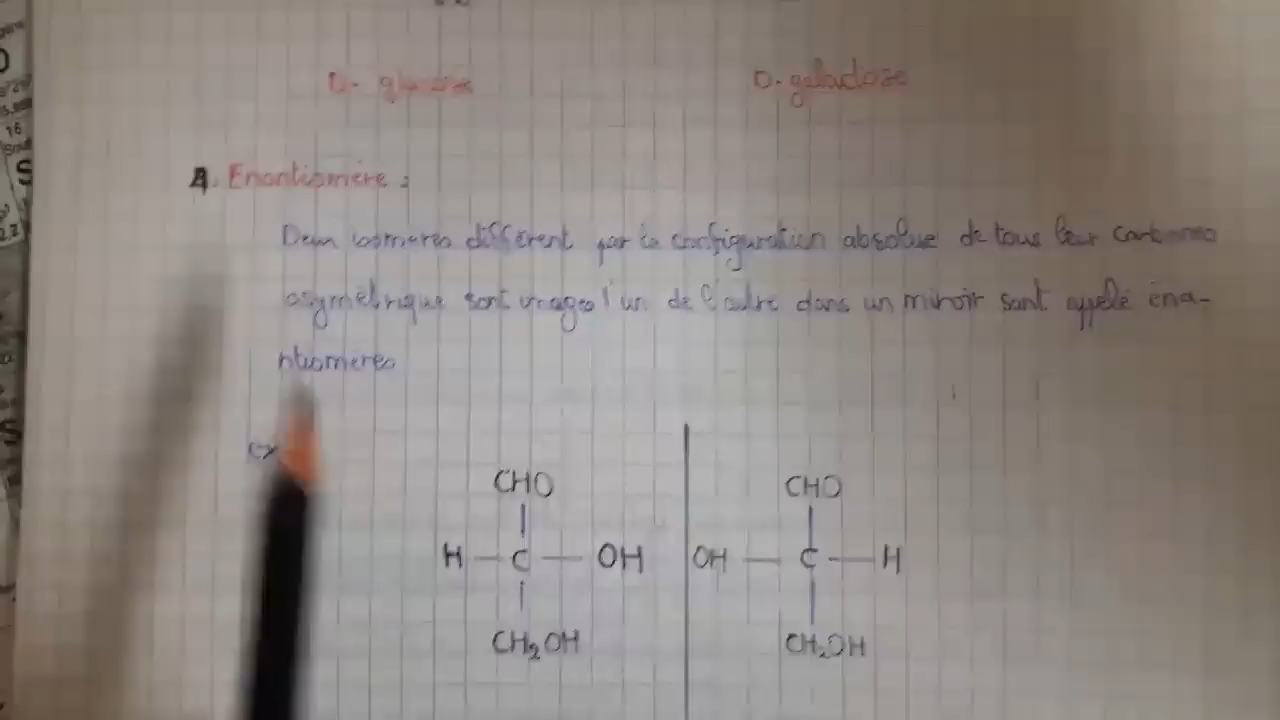 D- glucose D-galactose
4. Enantiomère :
Deux isomères différent par la configuration absolue de tous leur carbones
asymétrique sont images l'un de l'autre dans un miroir sont appelé éna-
ntiomères
ex
CHO CHO
H — C — OH OH — C — H
CH₂OH CH₂OH